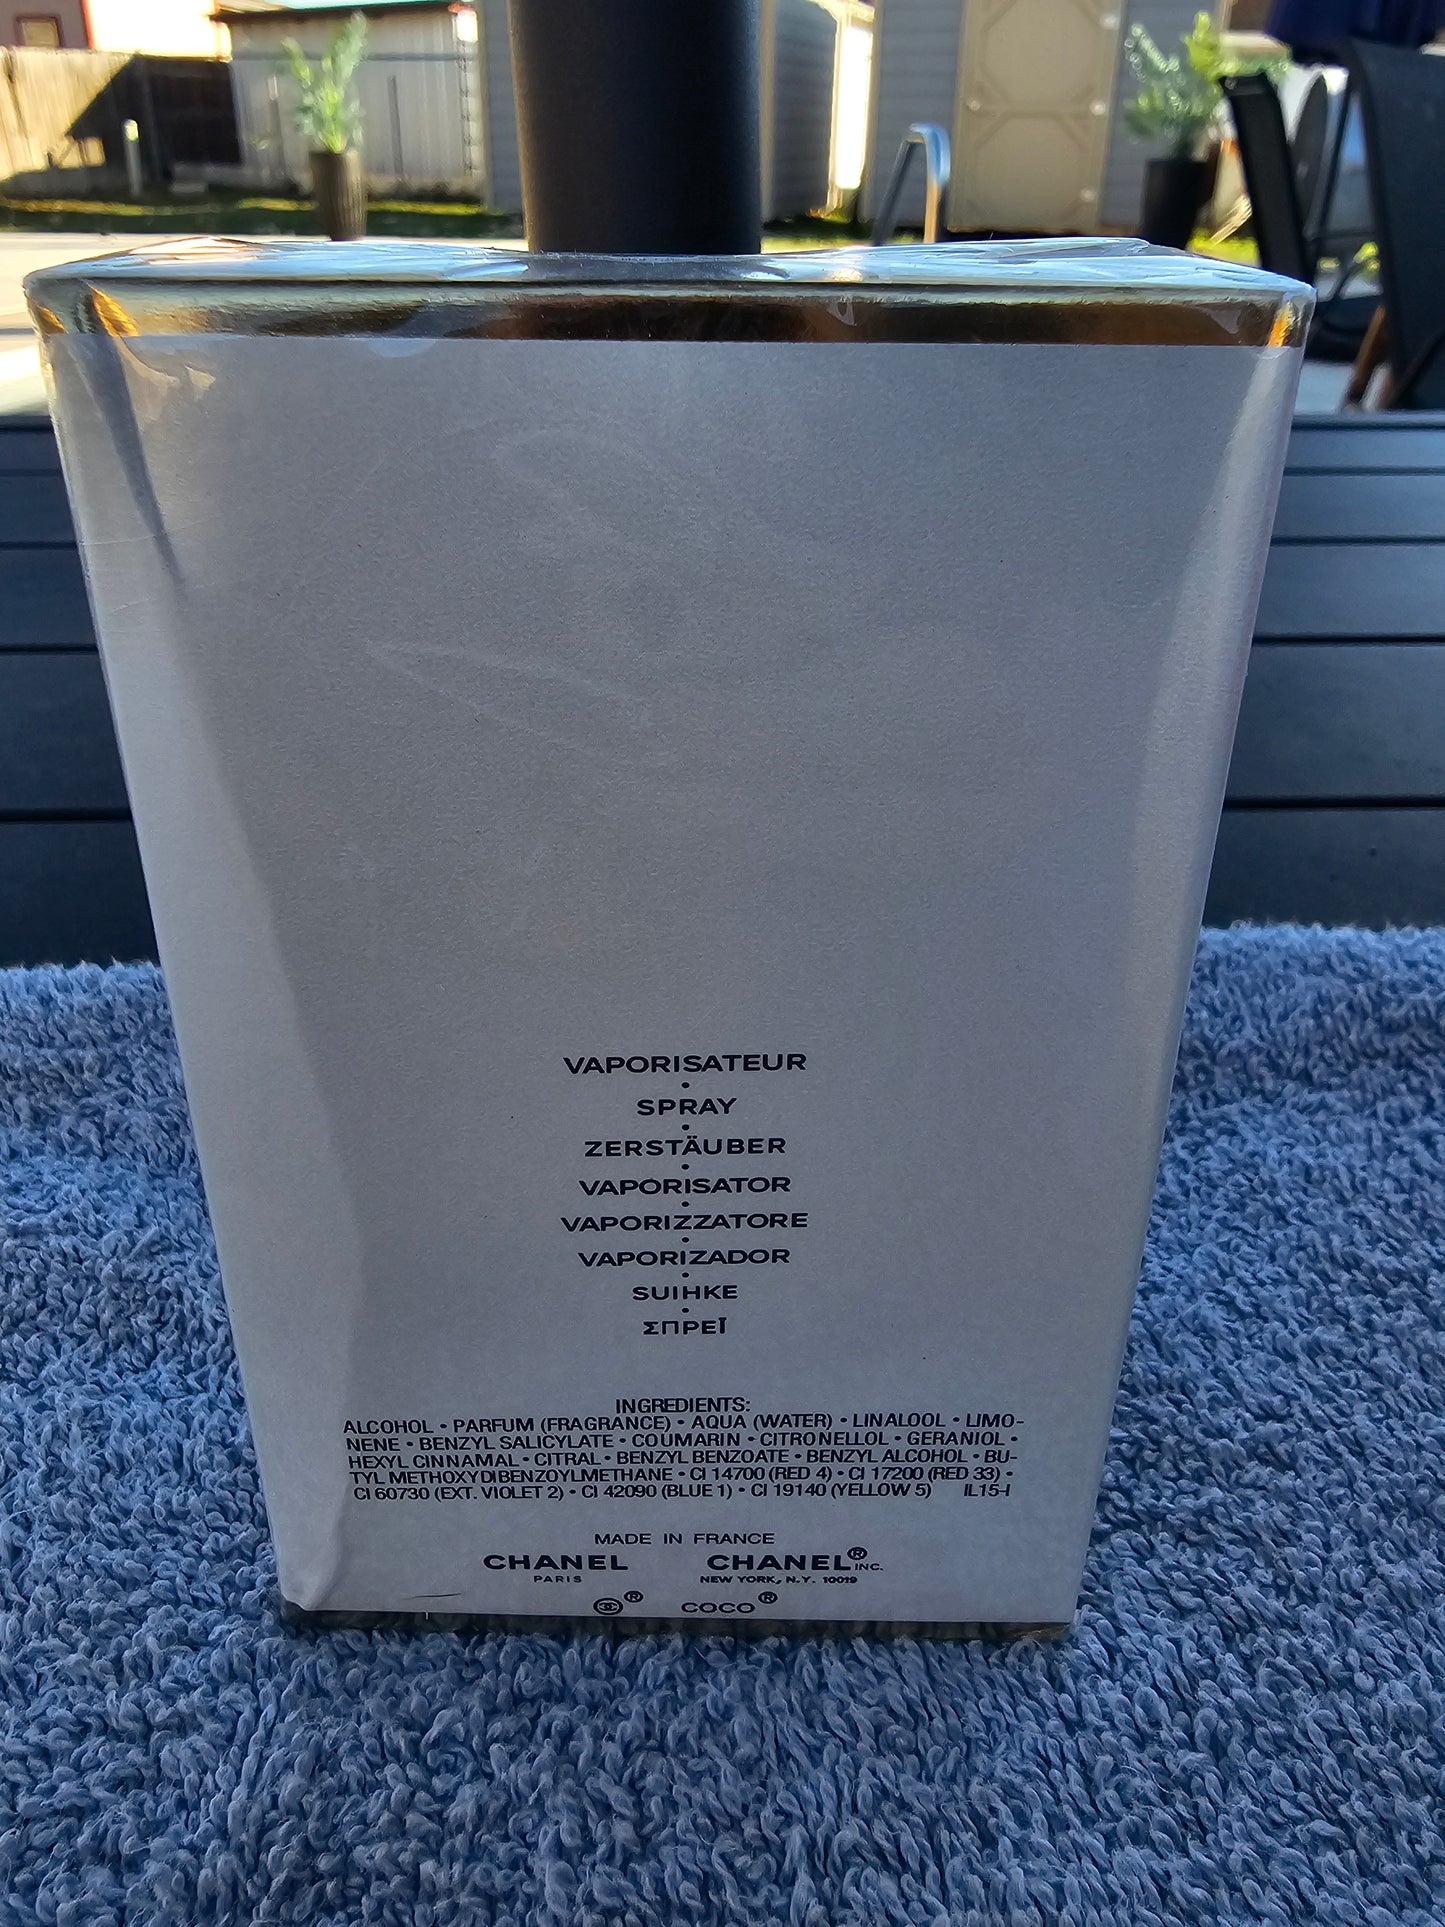 VAPORISATEUR
•
SPRAY
•
ZERSTÄUBER
•
VAPORISATOR
•
VAPORIZZATORE
•
VAPORIZADOR
•
SUIHKE
•
ΣΠΡΕΪ
INGREDIENTS:
ALCOHOL • PARFUM (FRAGRANCE) • AQUA (WATER) • LINALOOL • LIMO-
NENE • BENZYL SALICYLATE • COUMARIN • CITRONELLOL • GERANIOL •
HEXYL CINNAMAL • CITRAL • BENZYL BENZOATE • BENZYL ALCOHOL • BU-
TYL METHOXYDIBENZOYLMETHANE • CI 14700 (RED 4) • CI 17200 (RED 33) •
CI 60730 (EXT. VIOLET 2) • CI 42090 (BLUE 1) • CI 19140 (YELLOW 5) IL15-I
MADE IN FRANCE
CHANEL CHANEL® INC.
PARIS NEW YORK, N.Y. 10019
® COCO®